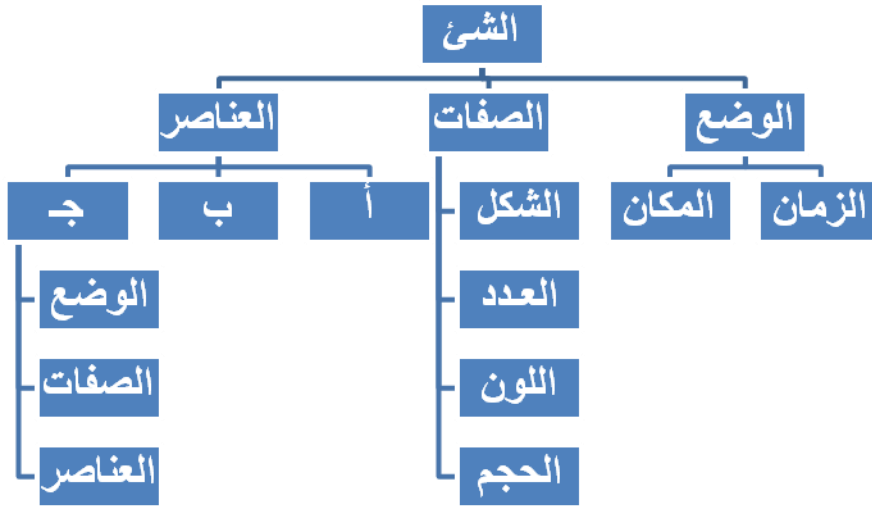 الشئ
الوضع
الصفات
العناصر
الزمان
المكان
الشكل
أ
ب
جـ
العدد
الوضع
اللون
الصفات
الحجم
العناصر